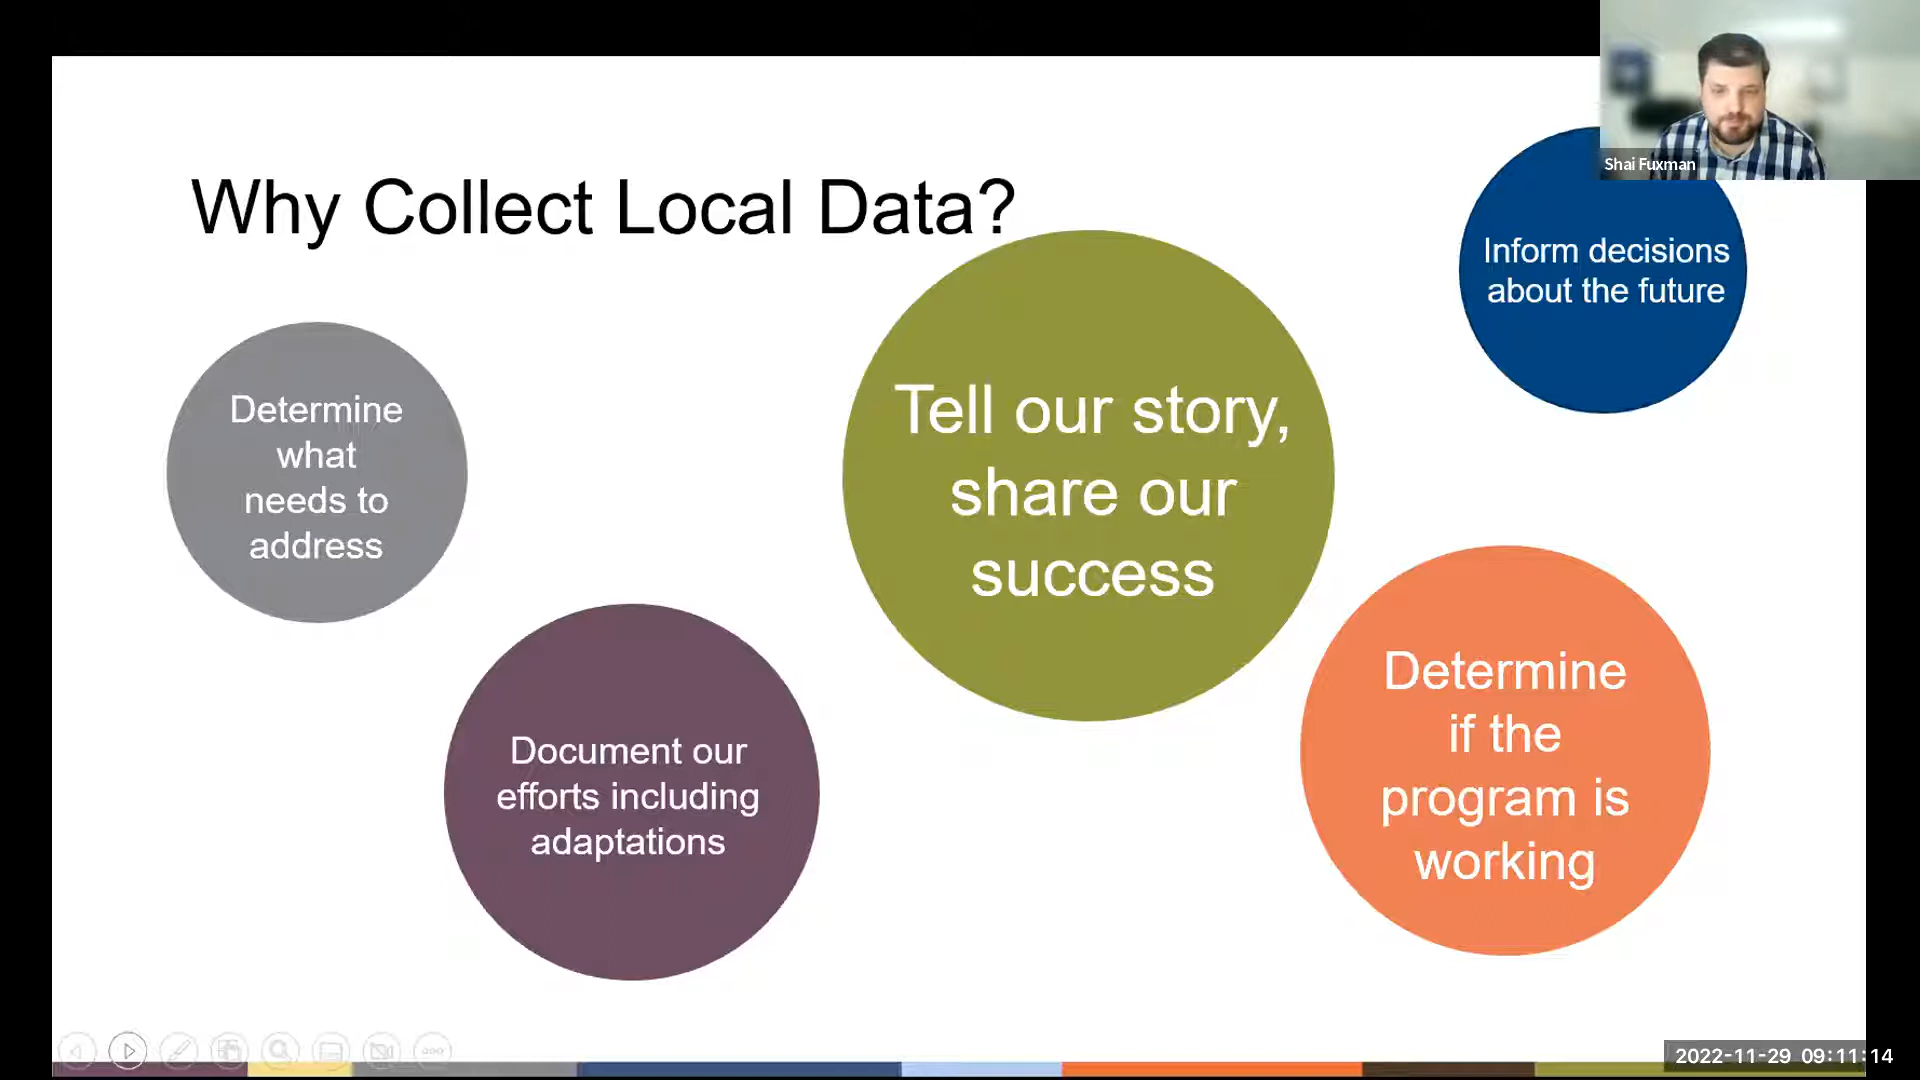 Shai Fuxman
Why Collect Local Data?
Inform decisions
about the future
Determine
what
needs to
address
Tell our story,
share our
success
Document our
efforts including
adaptations
Determine
if the
program is
working
2022-11-29 09:11:14